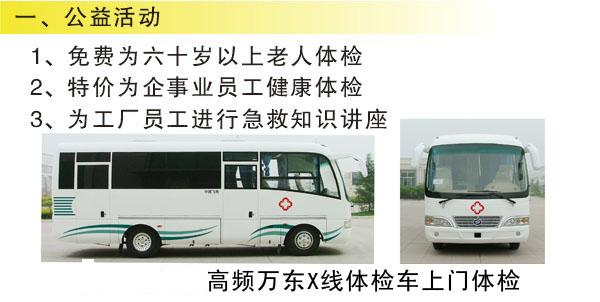 一、公益活动
1、免费为六十岁以上老人体检
2、特价为企事业员工健康体检
3、为工厂员工进行急救知识讲座
高频万东X线体检车上门体检